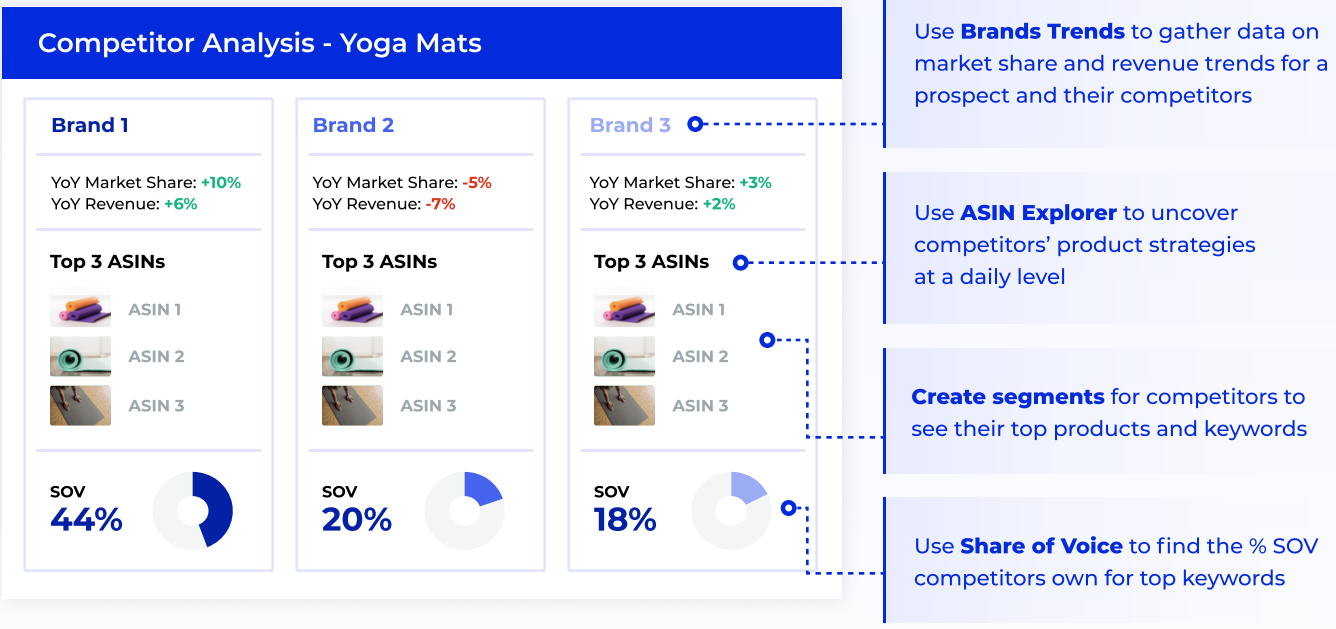 Competitor Analysis - Yoga Mats
Brand 1
YoY Market Share: +10%
YoY Revenue: +6%
Top 3 ASINs
ASIN 1
ASIN 2
ASIN 3
SOV
44%
Brand 2
YoY Market Share: -5%
YoY Revenue: -7%
Top 3 ASINs
ASIN 1
ASIN 2
ASIN 3
SOV
20%
Brand 3
YoY Market Share: +3%
YoY Revenue: +2%
Top 3 ASINs
ASIN 1
ASIN 2
ASIN 3
SOV
18%
Use Brands Trends to gather data on
market share and revenue trends for a
prospect and their competitors
Use ASIN Explorer to uncover
competitors’ product strategies
at a daily level
Create segments for competitors to
see their top products and keywords
Use Share of Voice to find the % SOV
competitors own for top keywords